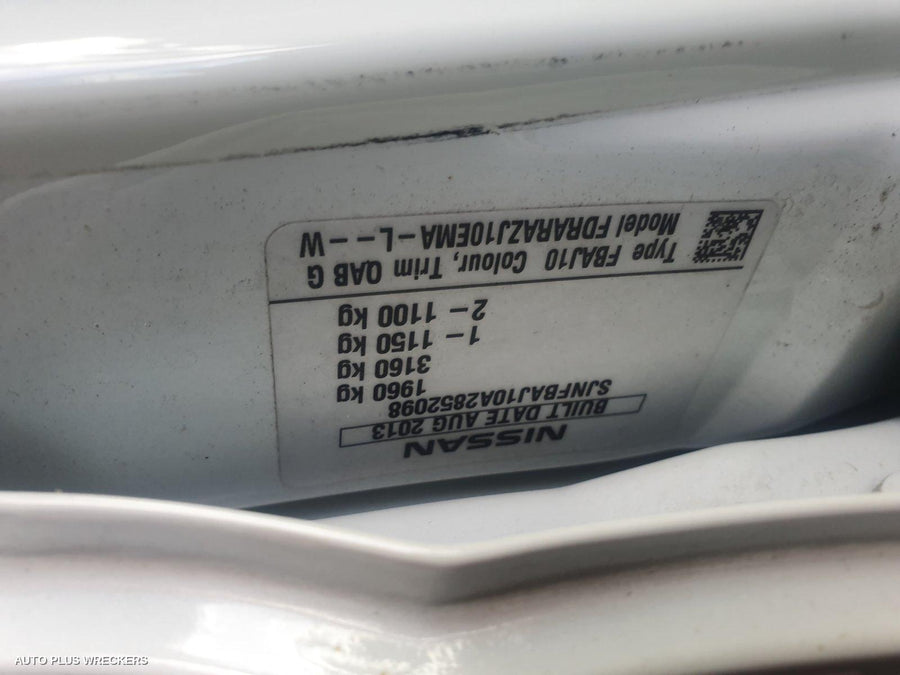 NISSAN
BUILT DATE AUG 2013
SJNFBAJ10A2852098
1960 kg
3160 kg
1 – 1150 kg
2 – 1100 kg
Type FBAJ10 Colour, Trim QAB G
Model FDRARAZJ10EMA–L––W
AUTO PLUS WRECKERS